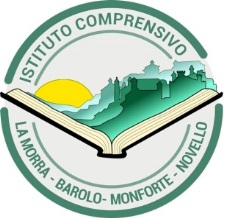 ISTITUTO COMPRENSIVO
LA MORRA - BAROLO- MONFORTE - NOVELLO